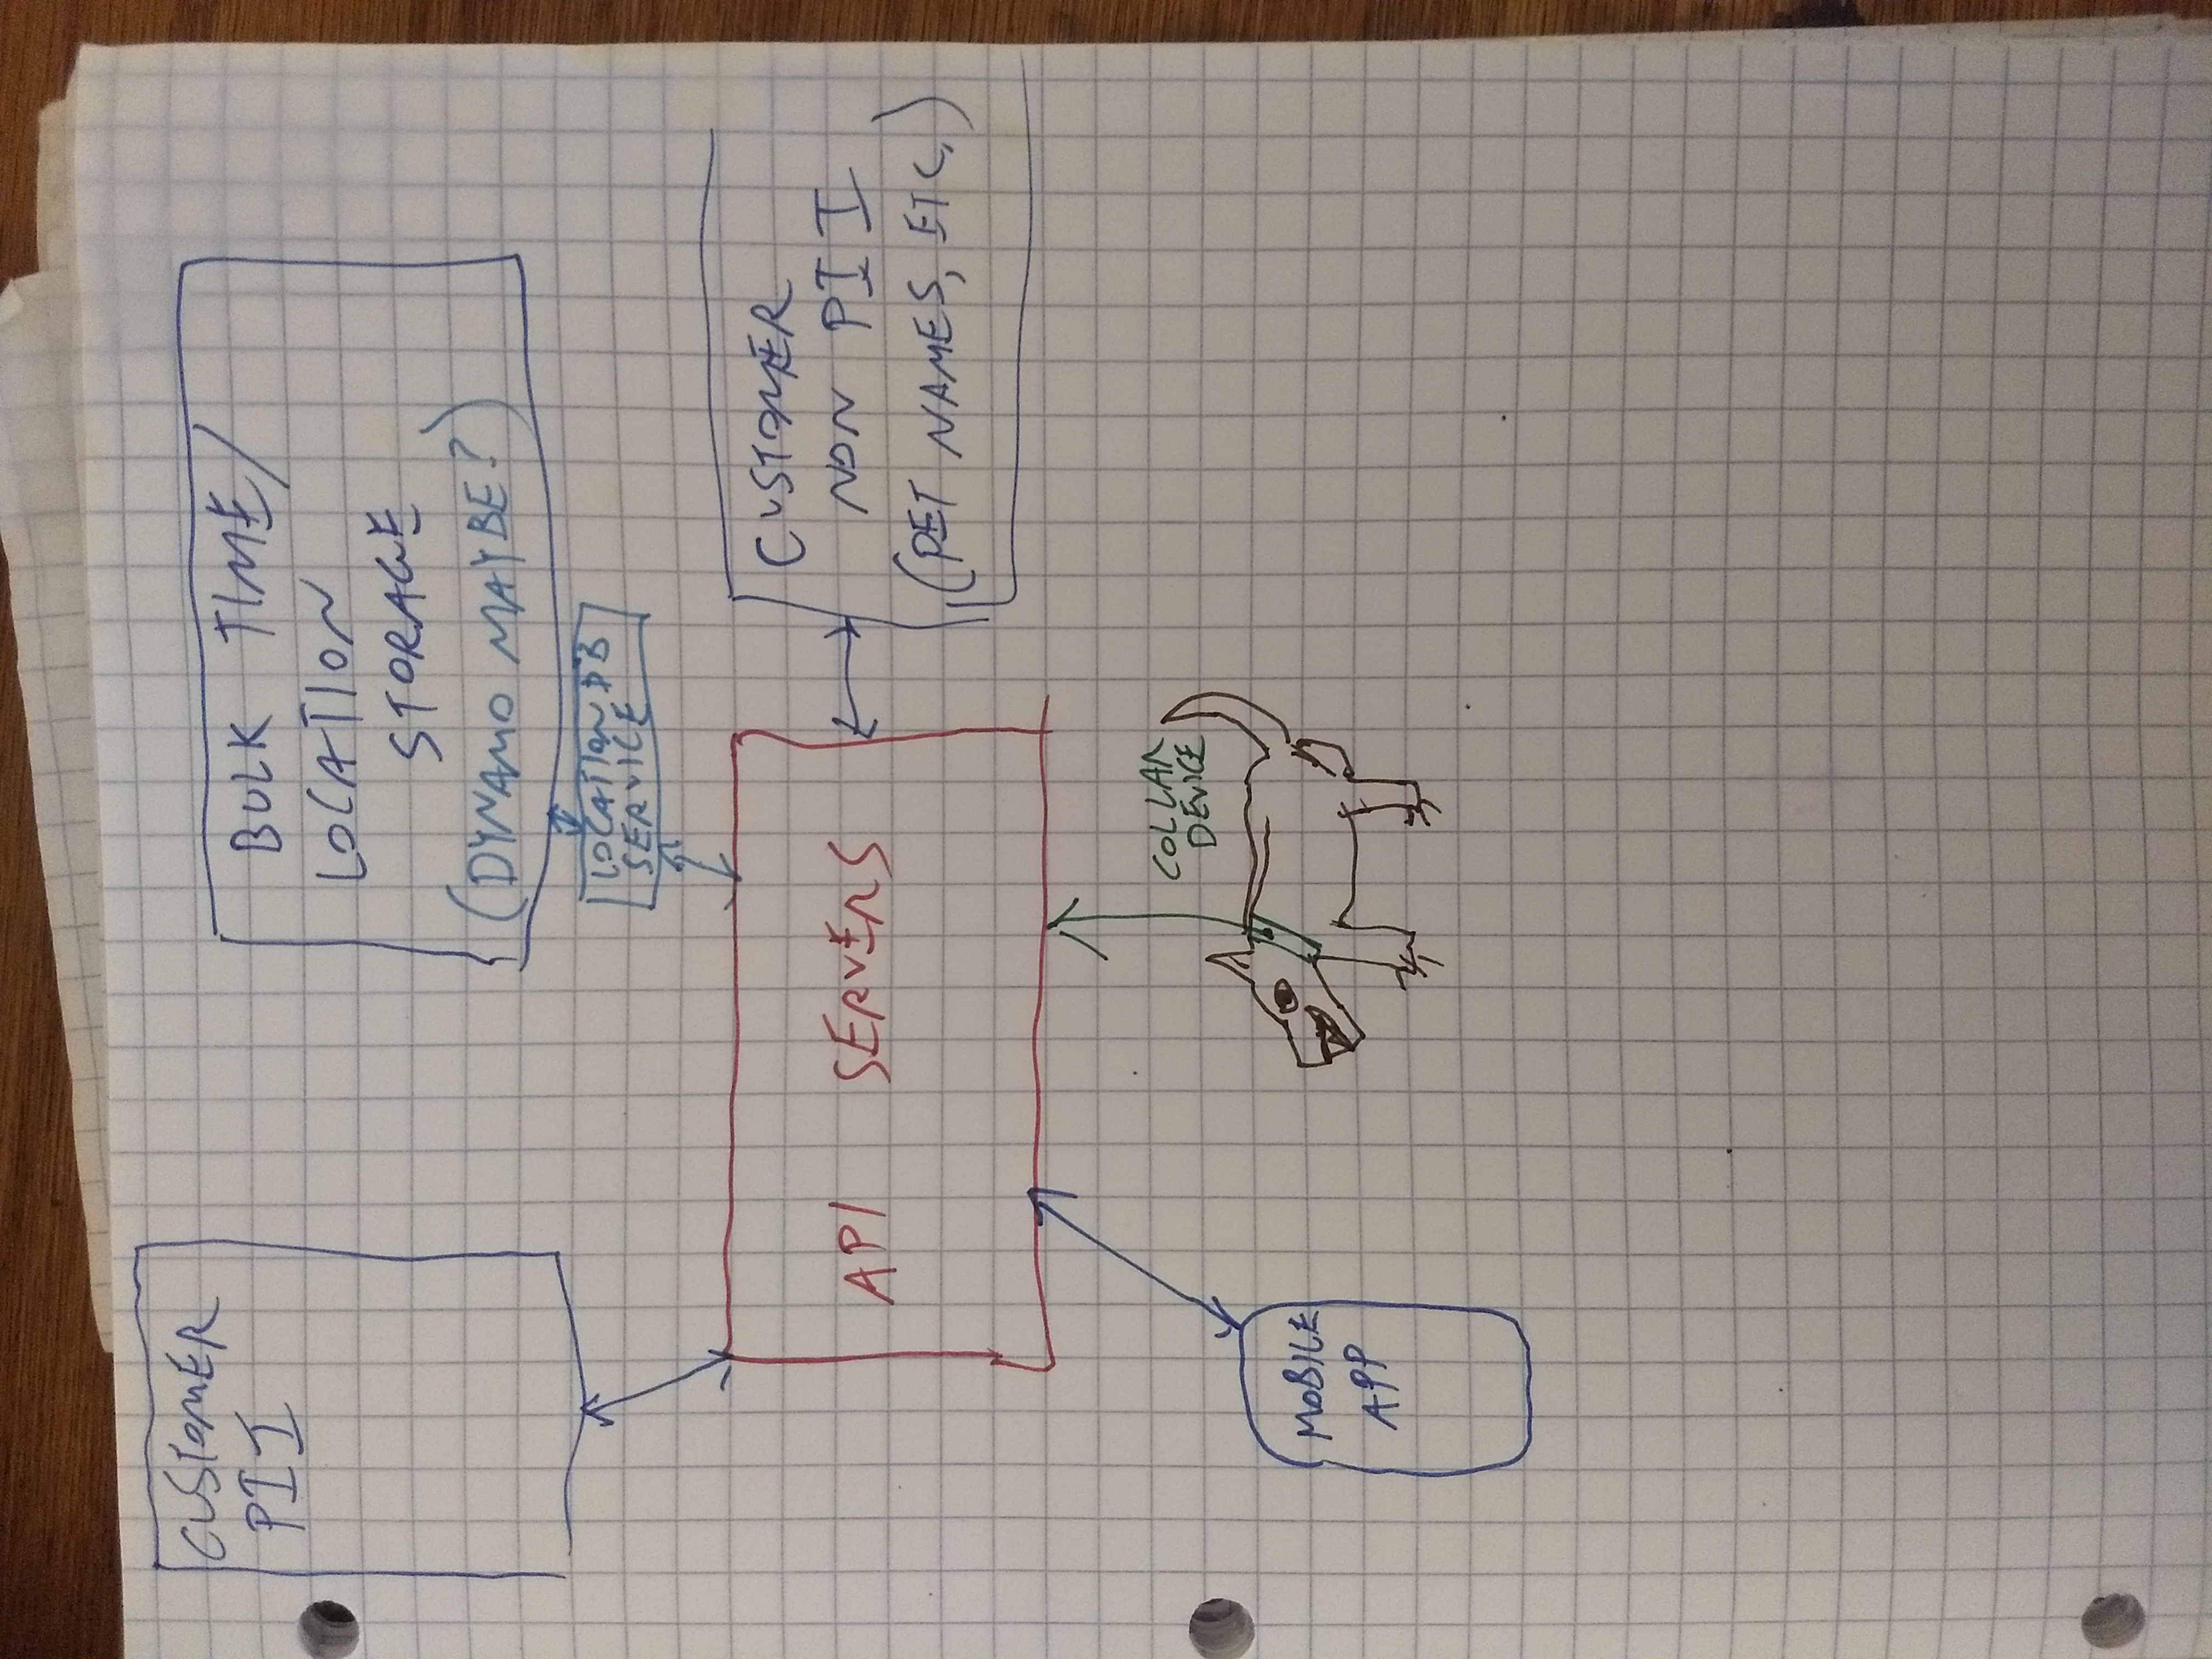 CUSTOMER
PII
BULK TIME/
LOCATION
STORAGE
(DYNAMO MAYBE?)
LOCATION DB
SERVICE
CUSTOMER
NON PII
(PET NAMES, ETC.)
API SERVERS
COLLAR
DEVICE
MOBILE
APP